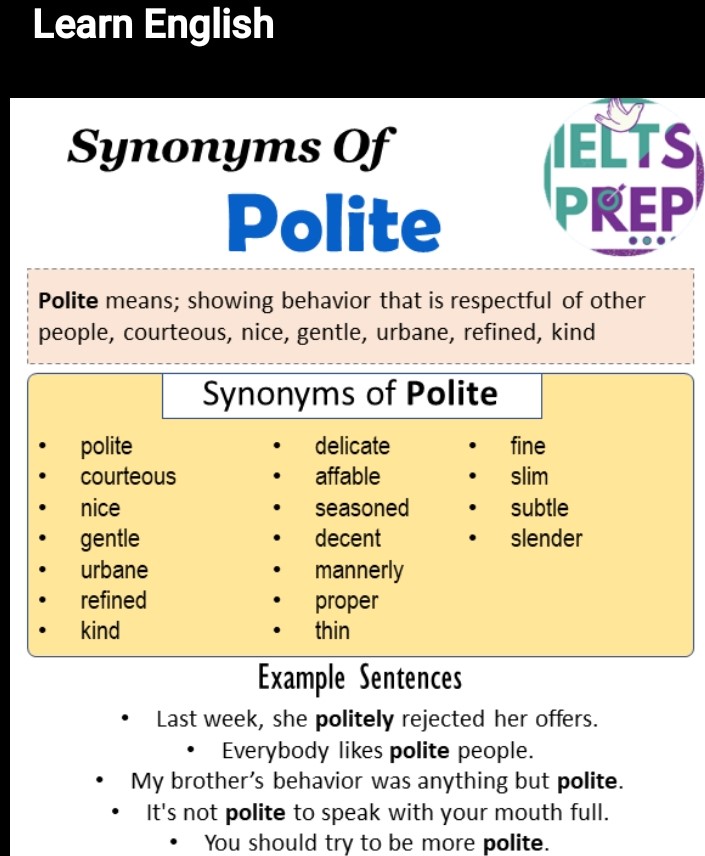 Learn English
Synonyms Of
Polite
IELTS
PREP
Polite means; showing behavior that is respectful of other
people, courteous, nice, gentle, urbane, refined, kind
Synonyms of Polite
• polite
• courteous
• nice
• gentle
• urbane
• refined
• kind
• delicate
• affable
• seasoned
• decent
• mannerly
• proper
• thin
• fine
• slim
• subtle
• slender
Example Sentences
• Last week, she politely rejected her offers.
• Everybody likes polite people.
• My brother’s behavior was anything but polite.
• It's not polite to speak with your mouth full.
• You should try to be more polite.